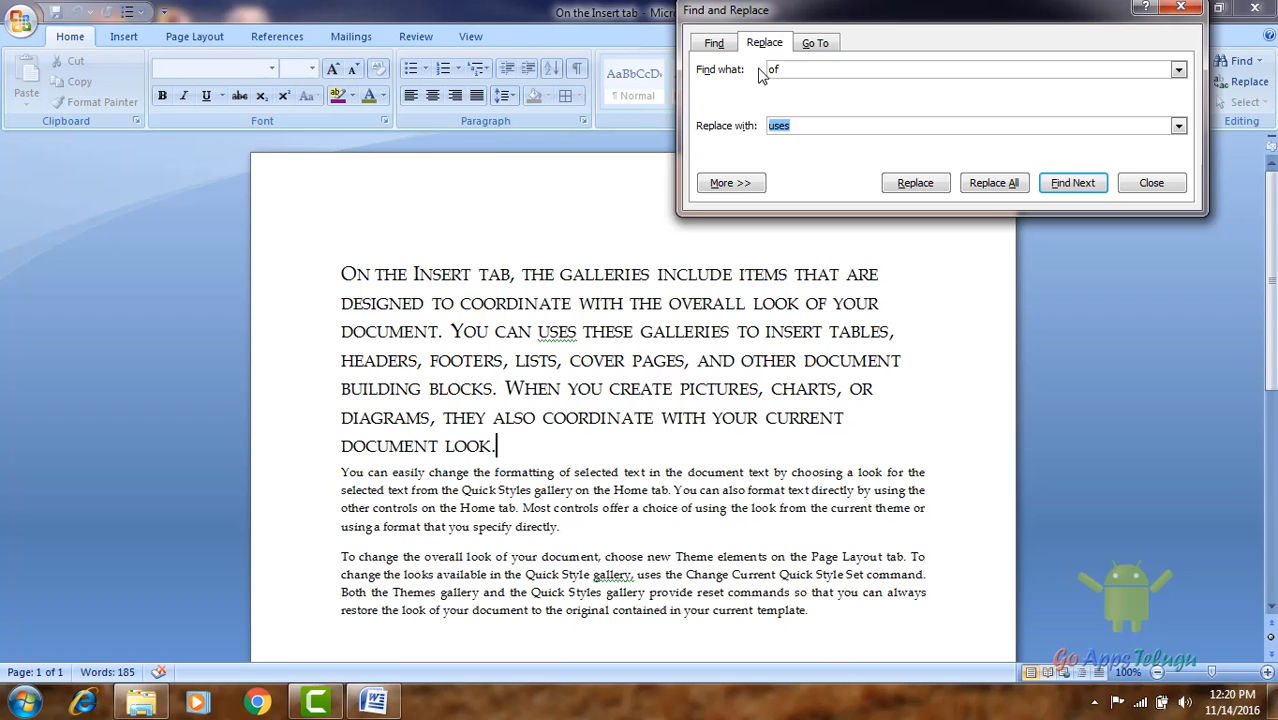 On the Insert tab - Mic
Find and Replace
Home
Insert
Page Layout
References
Mailings
Review
View
Find
Replace
Go To
Cut
Copy
Format Painter
Paste
Clipboard
Font
Paragraph
AaBbCcDc
¶ Normal
Find
Replace
Select
Editing
Find what:
of
Replace with:
uses
More >>
Replace
Replace All
Find Next
Close
On the Insert tab, the galleries include items that are
designed to coordinate with the overall look of your
document. You can uses these galleries to insert tables,
headers, footers, lists, cover pages, and other document
building blocks. When you create pictures, charts, or
diagrams, they also coordinate with your current
document look.
You can easily change the formatting of selected text in the document text by choosing a look for the
selected text from the Quick Styles gallery on the Home tab. You can also format text directly by using the
other controls on the Home tab. Most controls offer a choice of using the look from the current theme or
using a format that you specify directly.
To change the overall look of your document, choose new Theme elements on the Page Layout tab. To
change the looks available in the Quick Style gallery, uses the Change Current Quick Style Set command.
Both the Themes gallery and the Quick Styles gallery provide reset commands so that you can always
restore the look of your document to the original contained in your current template.
Go Apps Telugu
Page: 1 of 1
Words: 185
100%
12:20 PM
11/14/2016